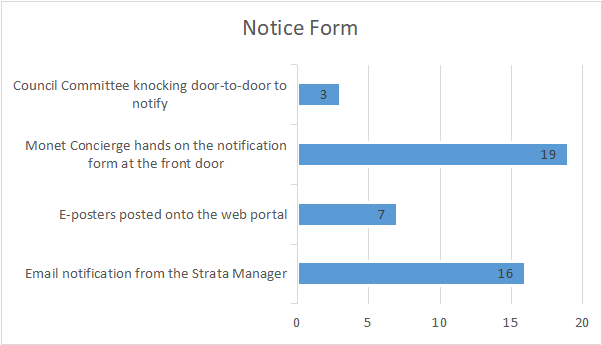 Notice Form
Council Committee knocking door-to-door to
notify
3
Monet Concierge hands on the notification
form at the front door
19
E-posters posted onto the web portal
7
Email notification from the Strata Manager
16
0 5 10 15 20